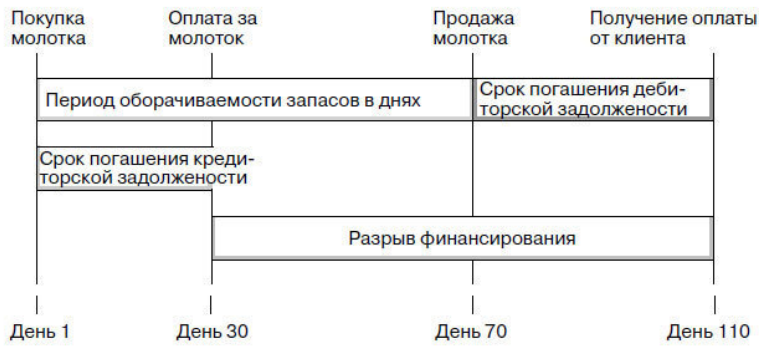 Покупка
молотка
Оплата за
молоток
Продажа
молотка
Получение оплаты
от клиента
Период оборачиваемости запасов в днях
Срок погашения деби-
торской задолжености
Срок погашения креди-
торской задолжености
Разрыв финансирования
День 1
День 30
День 70
День 110